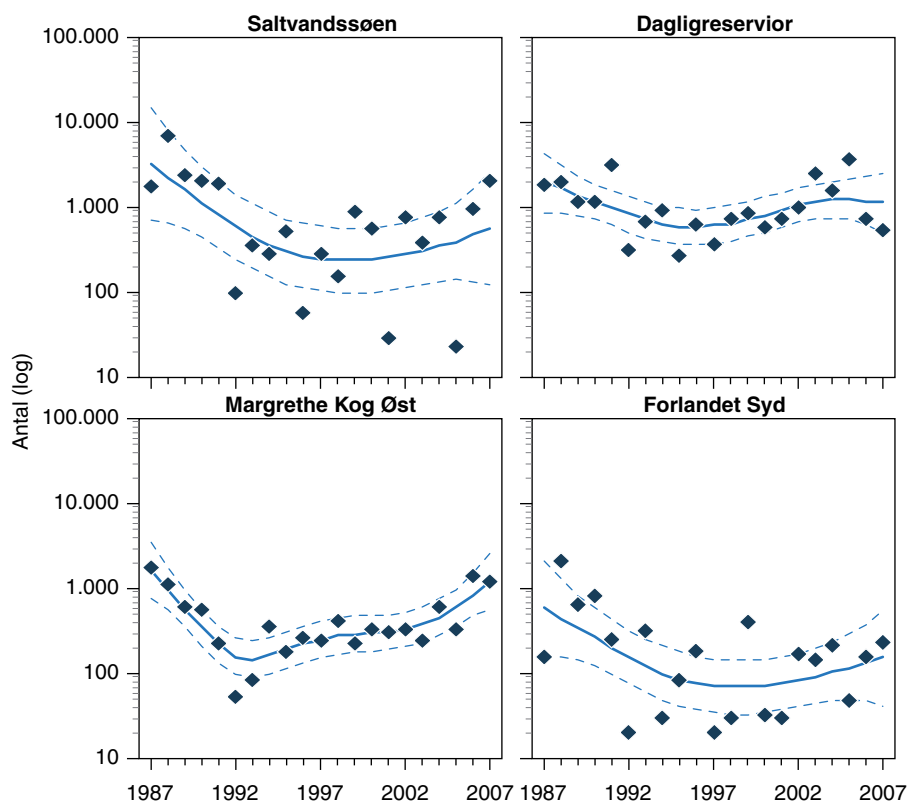 Saltvandssøen
Dagligreservior
100.000
10.000
1.000
100
10
Antal (log)
Margrethe Kog Øst
Forlandet Syd
100.000
10.000
1.000
100
10
1987 1992 1997 2002 2007
1987 1992 1997 2002 2007